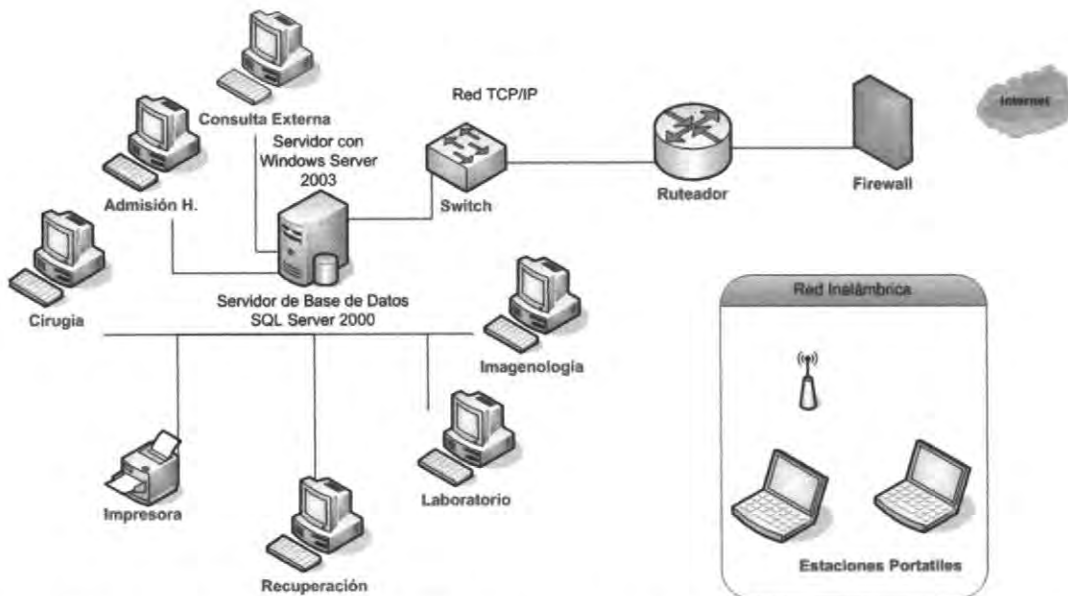 Consulta Externa
Servidor con
Windows Server
2003
Red TCP/IP
Internet
Admisión H.
Switch
Ruteador
Firewall
Cirugia
Servidor de Base de Datos
SQL Server 2000
Imagenología
Red Inalámbrica
Impresora
Laboratorio
Recuperación
Estaciones Portatiles